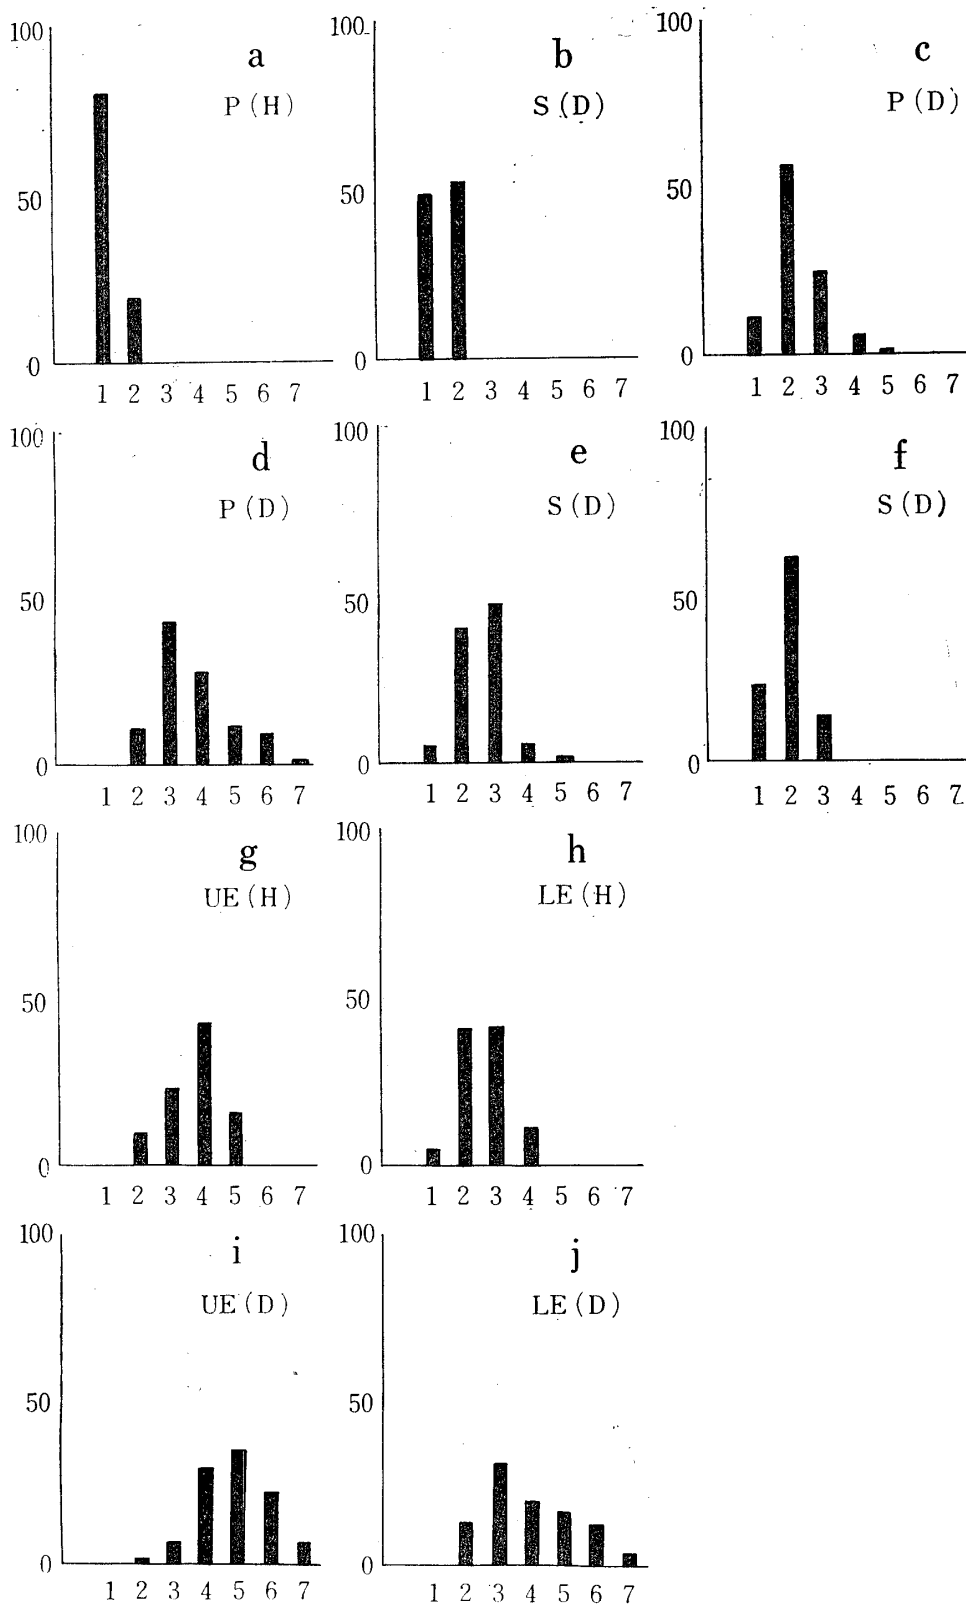 100 100 100
a b c
P (H) S (D) P (D)
50 50 50
0 0 0
1 2 3 4 5 6 7 1 2 3 4 5 6 7 1 2 3 4 5 6 7
100 100 100
d e f
P (D) S (D) S (D)
50 50 50
0 0 0
1 2 3 4 5 6 7 1 2 3 4 5 6 7 1 2 3 4 5 6 7
100 100
g h
UE (H) LE (H)
50 50
0 0
1 2 3 4 5 6 7 1 2 3 4 5 6 7
100 100
i j
UE (D) LE (D)
50 50
0 0
1 2 3 4 5 6 7 1 2 3 4 5 6 7